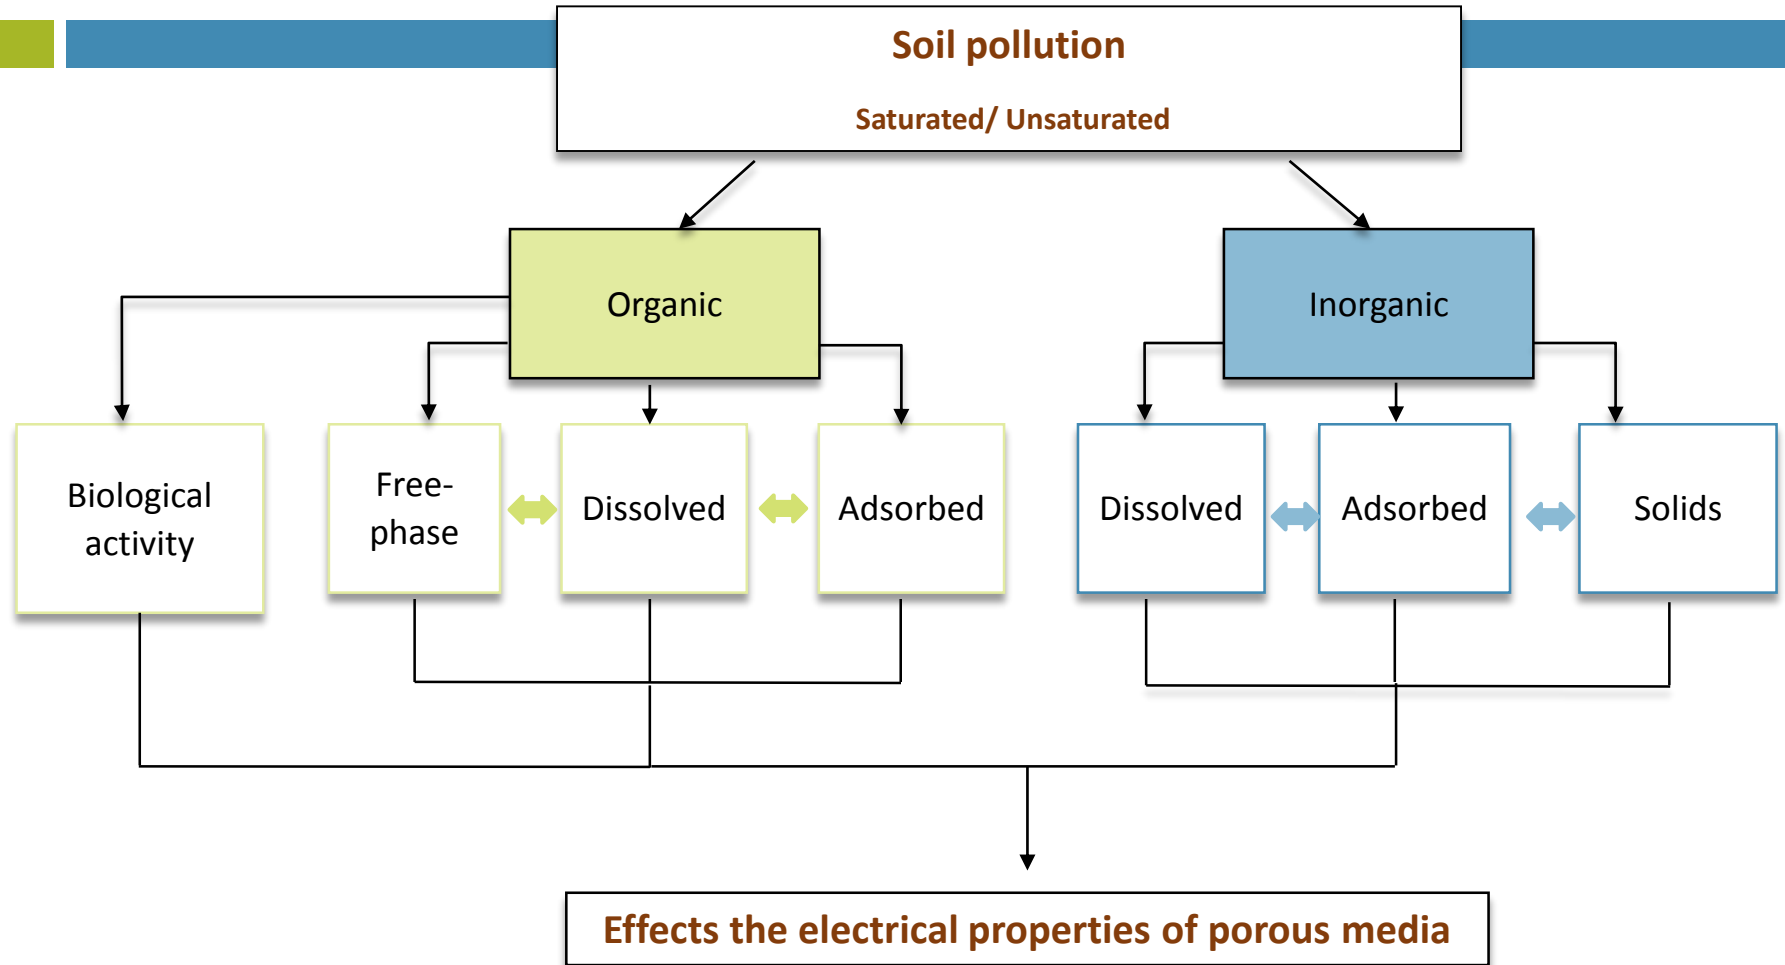 Soil pollution
Saturated/ Unsaturated
Organic
Inorganic
Biological
activity
Free-
phase
Dissolved
Adsorbed
Dissolved
Adsorbed
Solids
Effects the electrical properties of porous media